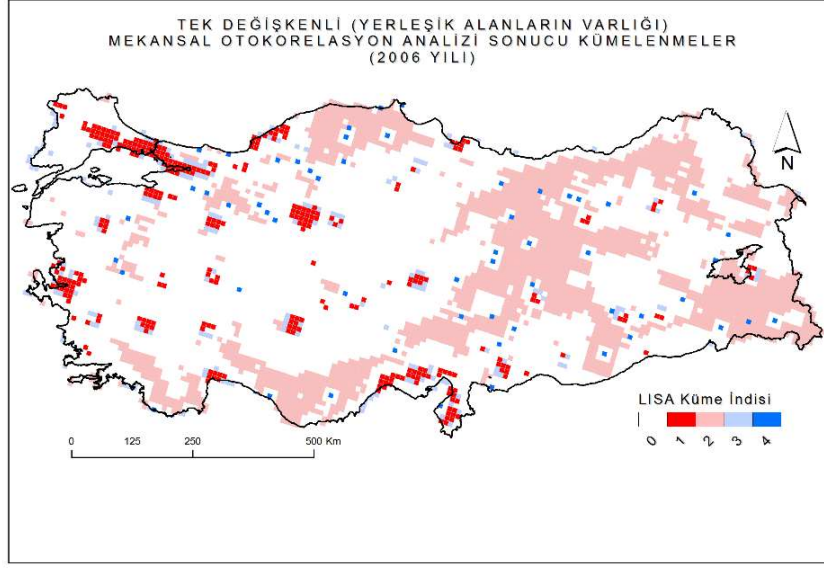 TEK DEĞİŞKENLİ (YERLEŞİK ALANLARIN VARLIĞI)
MEKANSAL OTOKORELASYON ANALİZİ SONUCU KÜMELENMELER
(2006 YILI)
N
LISA Küme İndisi
0 1 2 3 4
0 125 250 500 Km